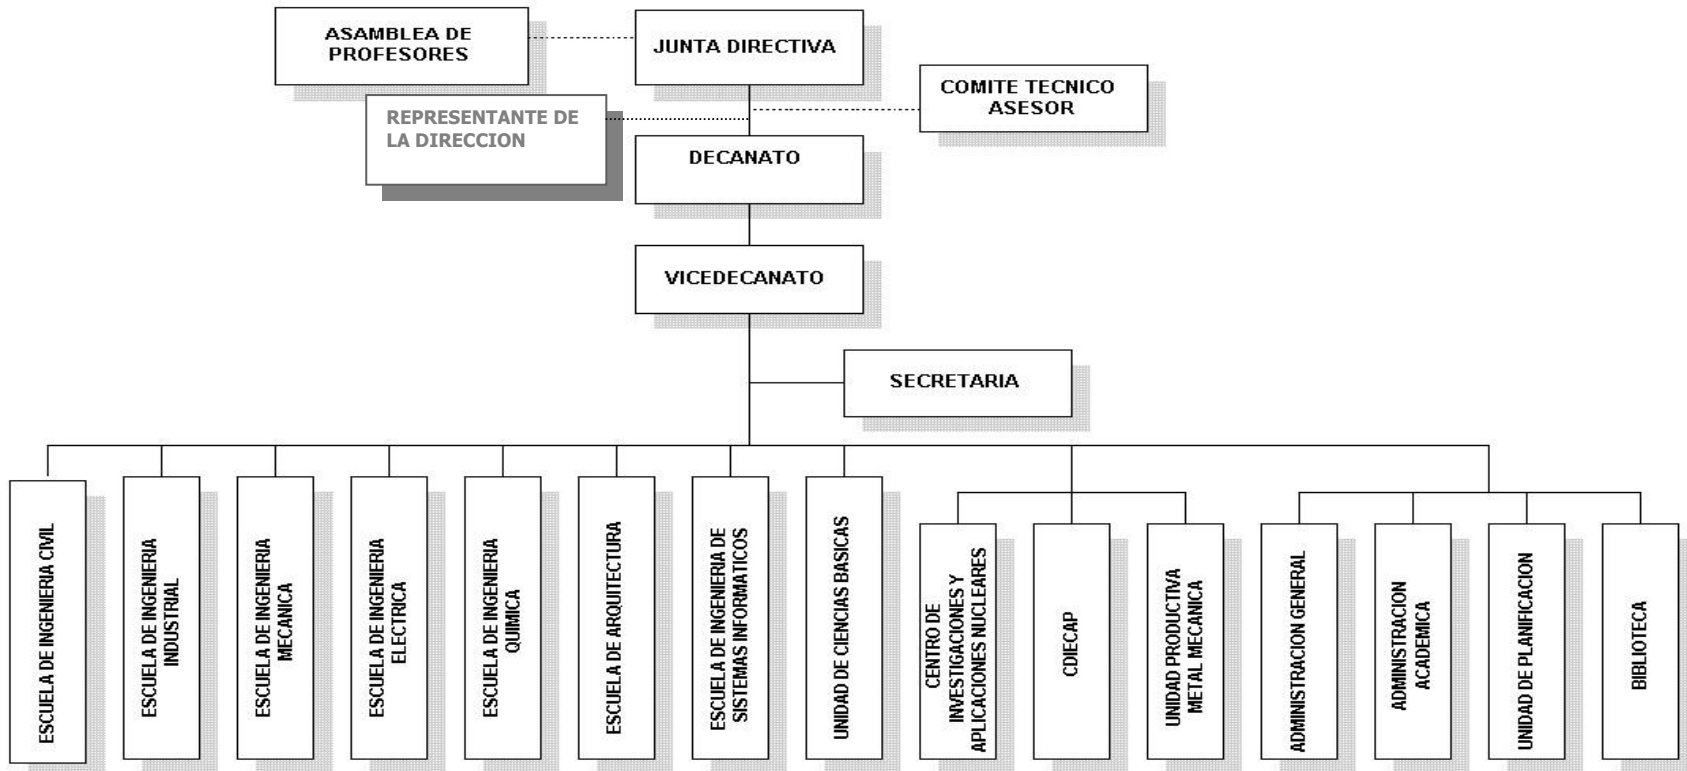 ASAMBLEA DE
PROFESORES
JUNTA DIRECTIVA
COMITE TECNICO
ASESOR
REPRESENTANTE DE
LA DIRECCION
DECANATO
VICEDECANATO
SECRETARIA
ESCUELA DE INGENIERIA CIVIL
ESCUELA DE INGENIERIA
INDUSTRIAL
ESCUELA DE INGENIERIA
MECANICA
ESCUELA DE INGENIERIA
ELECTRICA
ESCUELA DE INGENIERIA
QUIMICA
ESCUELA DE ARQUITECTURA
ESCUELA DE INGENIERIA DE
SISTEMAS INFORMATICOS
UNIDAD DE CIENCIAS BASICAS
CENTRO DE
INVESTIGACIONES Y
APLICACIONES NUCLEARES
CDIECAP
UNIDAD PRODUCTIVA
METAL MECANICA
ADMINISTRACION GENERAL
ADMINISTRACION
ACADEMICA
UNIDAD DE PLANIFICACION
BIBLIOTECA